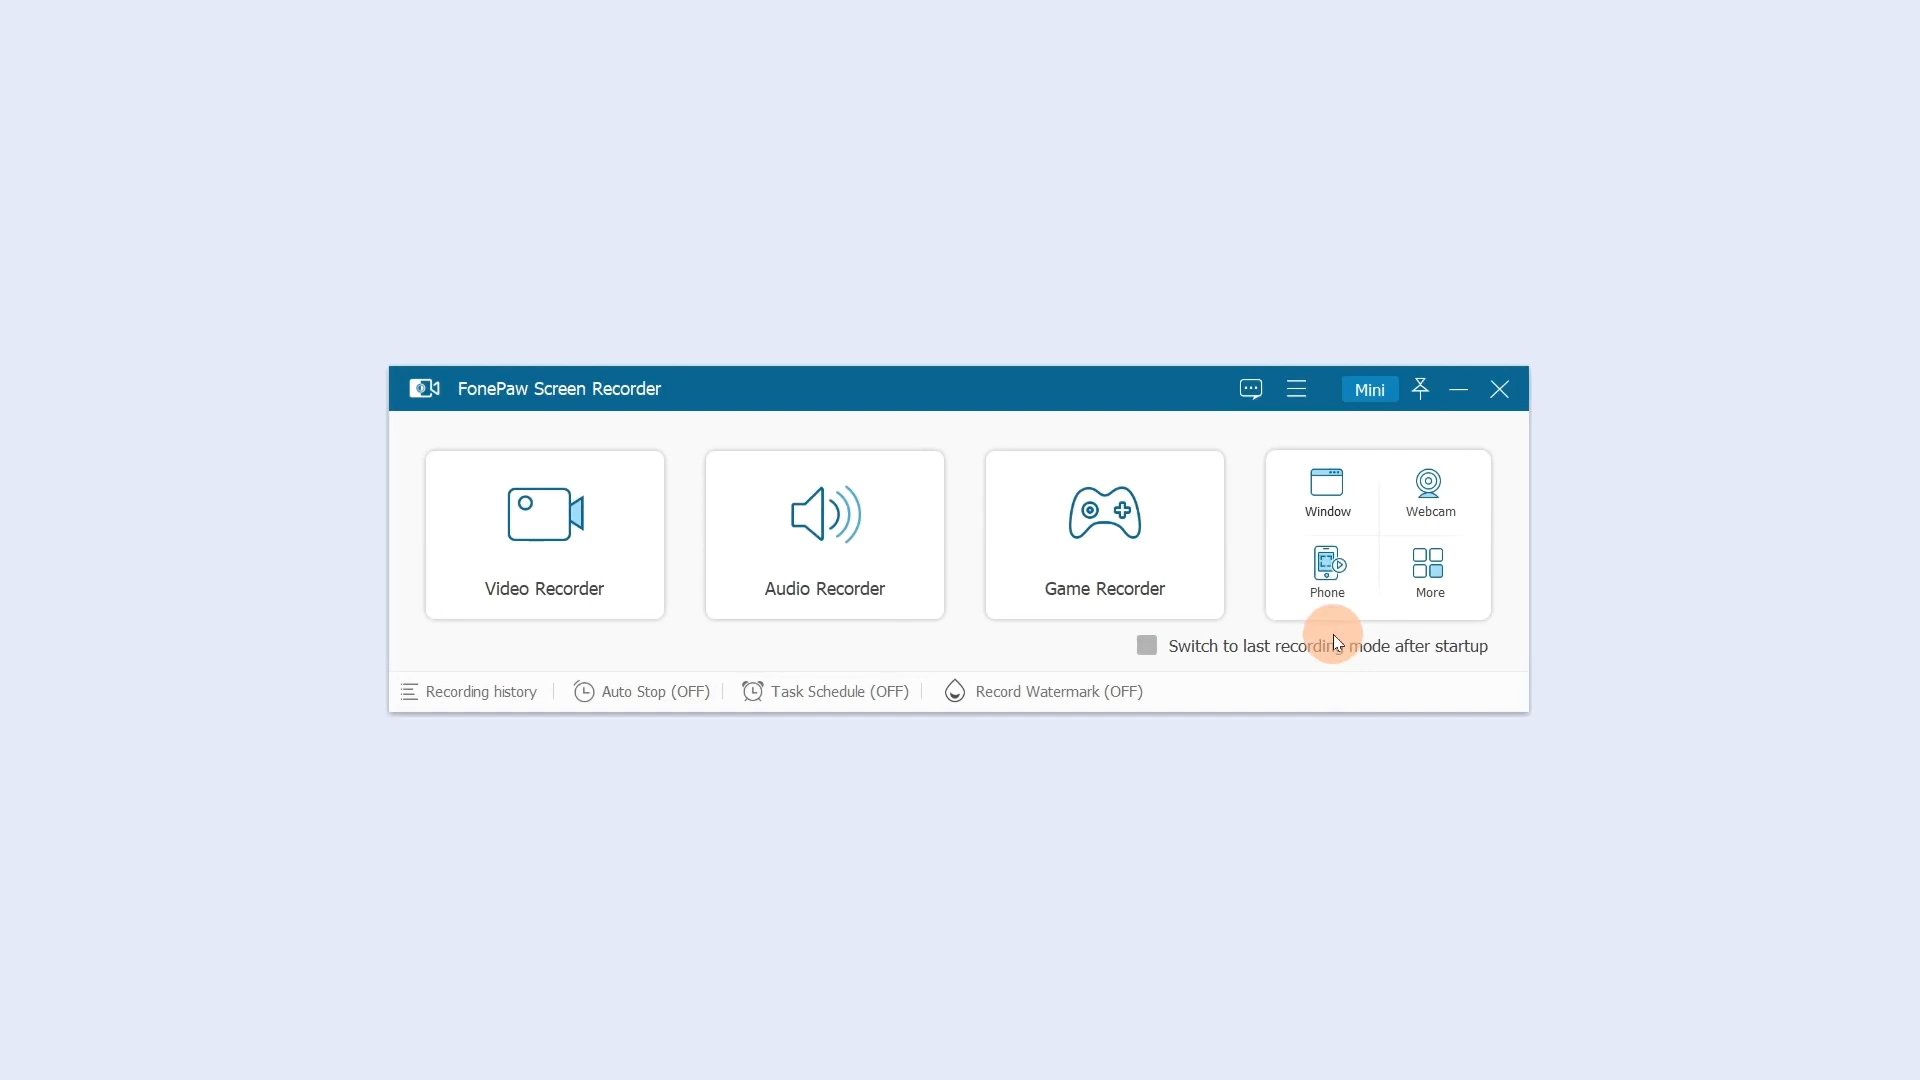 FonePaw Screen Recorder
Mini
Video Recorder
Audio Recorder
Game Recorder
Window
Webcam
Phone
More
Switch to last recording mode after startup
Recording history
Auto Stop (OFF)
Task Schedule (OFF)
Record Watermark (OFF)